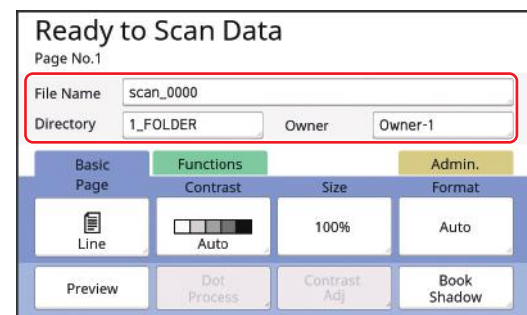 Ready to Scan Data
Page No.1
File Name scan_0000
Directory 1_FOLDER Owner Owner-1
Basic Functions Admin.
Page Contrast Size Format
Line Auto 100% Auto
Preview Dot Process Contrast Adj Book Shadow